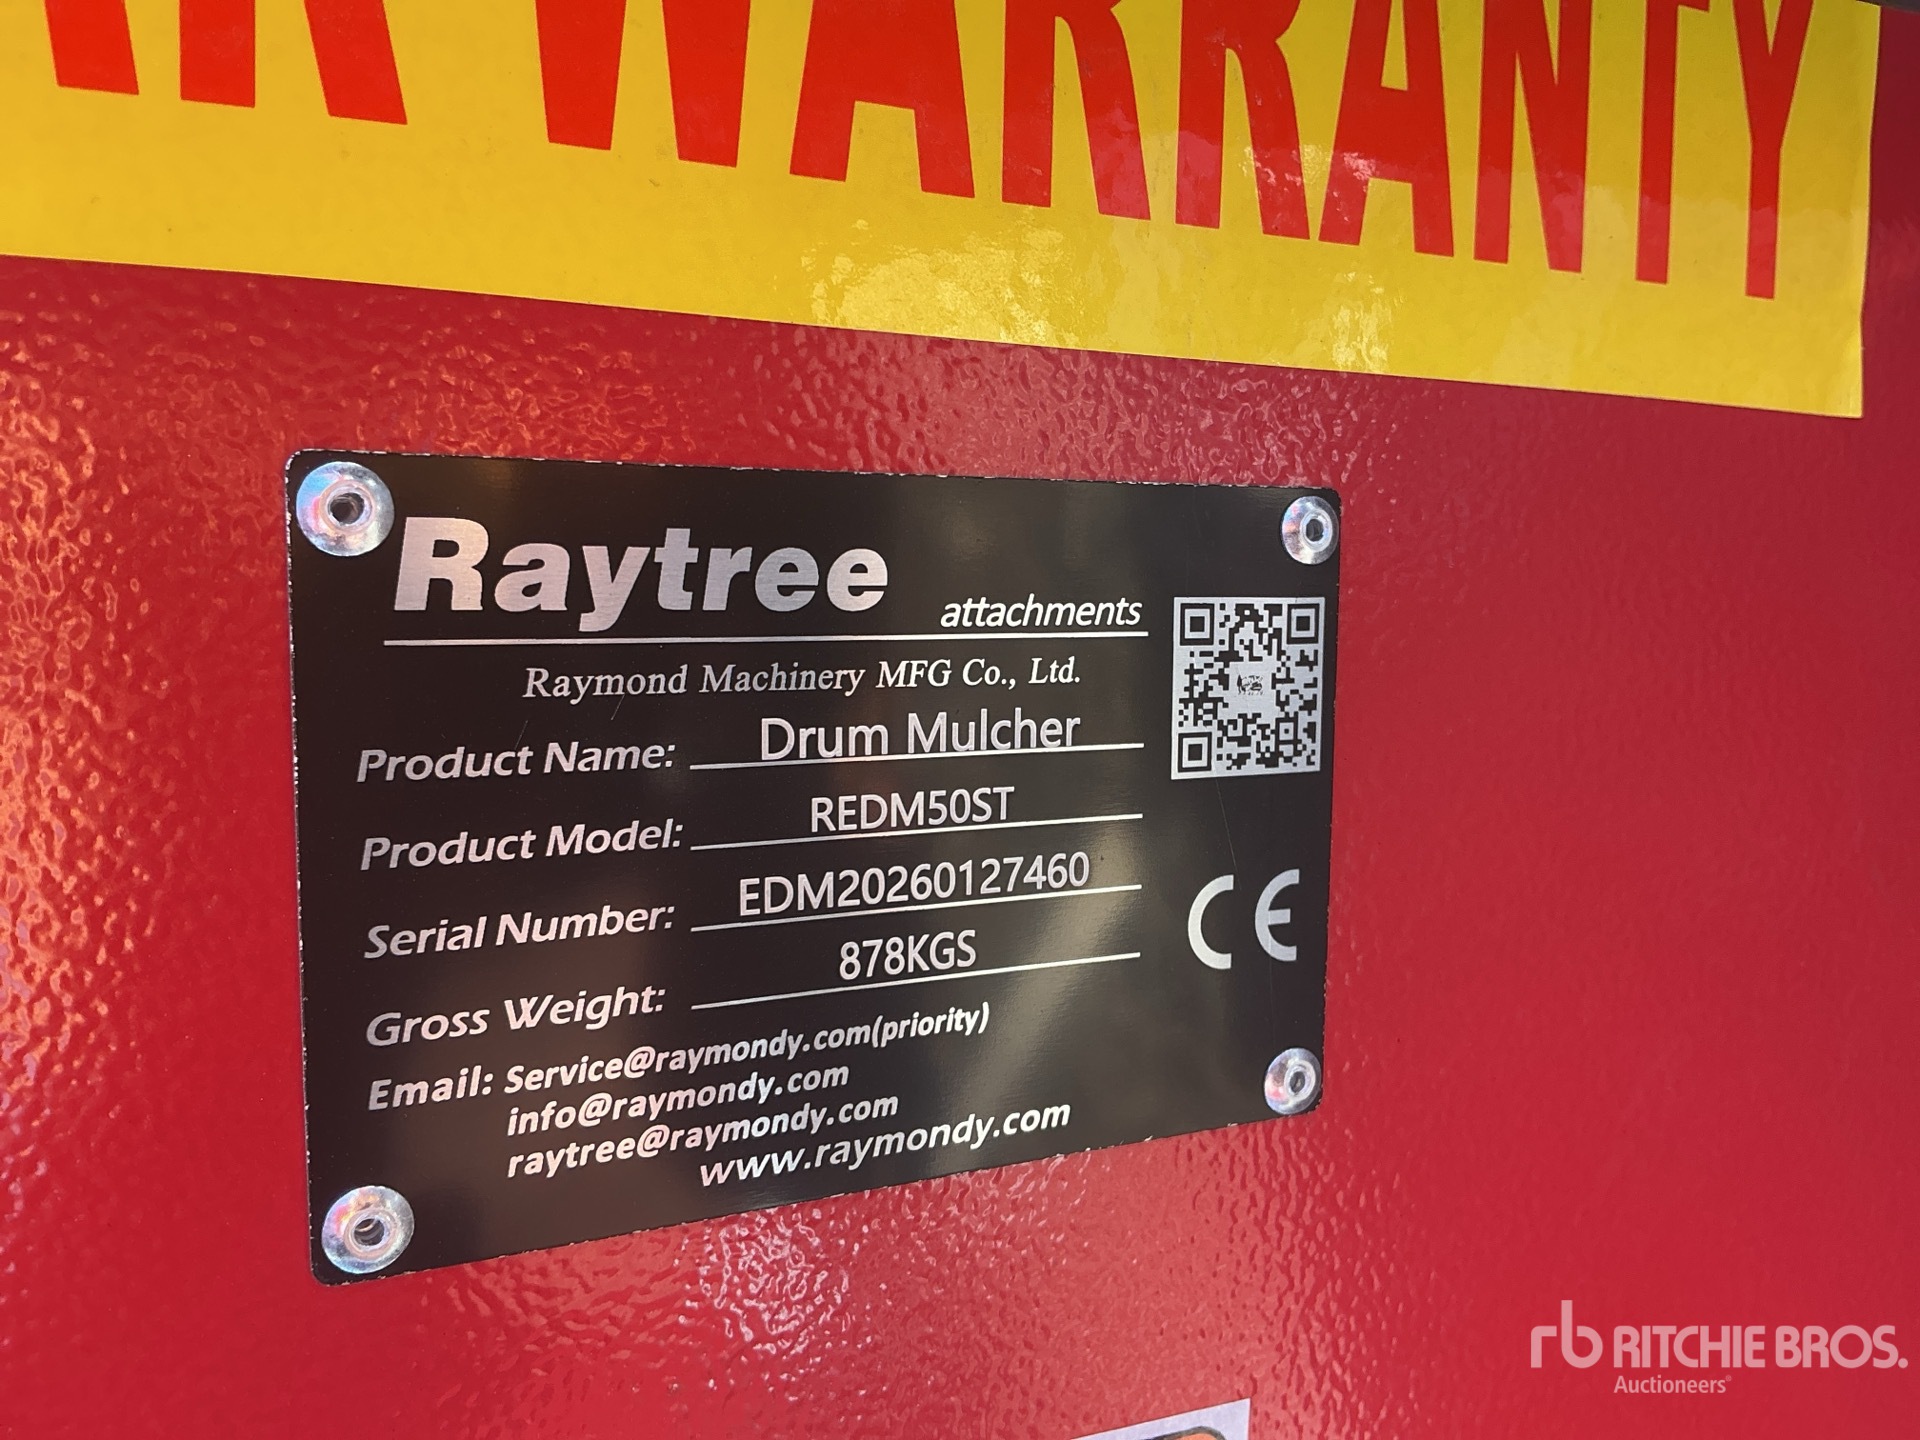 WARRANTY
Raytree
attachments
Raymond Machinery MFG Co., Ltd.
Product Name: Drum Mulcher
Product Model: REDM50ST
Serial Number: EDM20260127460
Gross Weight: 878KGS
CE
Email: Service@raymondy.com(priority)
info@raymondy.com
raytree@raymondy.com
www.raymondy.com
rb RITCHIE BROS.
Auctioneers